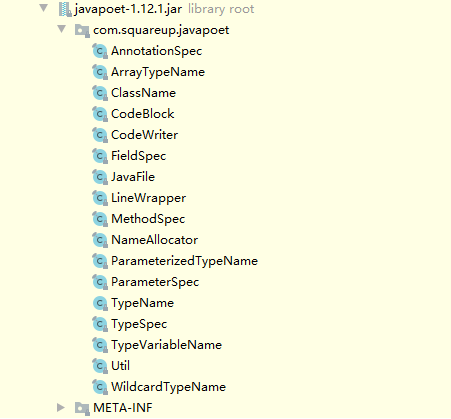 javapoet-1.12.1.jar library root
com.squareup.javapoet
AnnotationSpec
ArrayTypeName
ClassName
CodeBlock
CodeWriter
FieldSpec
JavaFile
LineWrapper
MethodSpec
NameAllocator
ParameterizedTypeName
ParameterSpec
TypeName
TypeSpec
TypeVariableName
Util
WildcardTypeName
META-INF